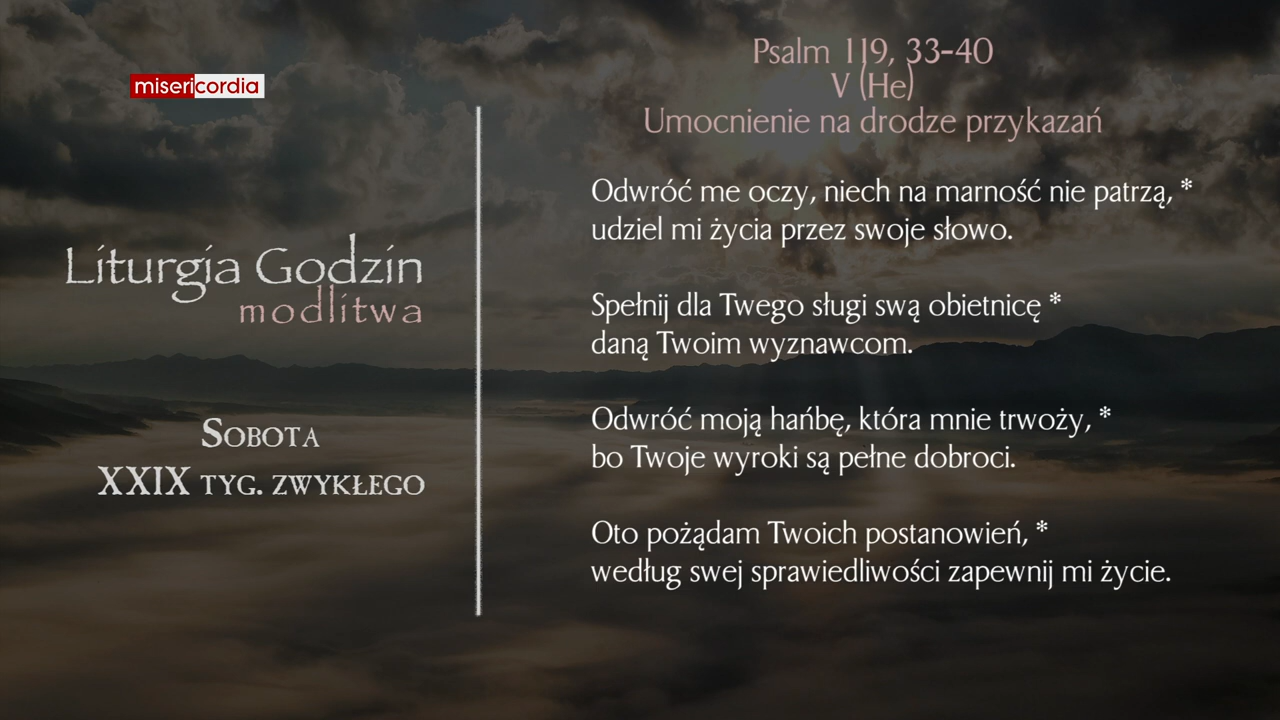 misericordia
Liturgia Godzin
modlitwa
Sobota
XXIX tyg. zwykłego
Psalm 119, 33-40
V (He)
Umocnienie na drodze przykazań
Odwróć me oczy, niech na marność nie patrzą, *
udziel mi życia przez swoje słowo.
Spełnij dla Twego sługi swą obietnicę *
daną Twoim wyznawcom.
Odwróć moją hańbę, która mnie trwoży, *
bo Twoje wyroki są pełne dobroci.
Oto pożądam Twoich postanowień, *
według swej sprawiedliwości zapewnij mi życie.